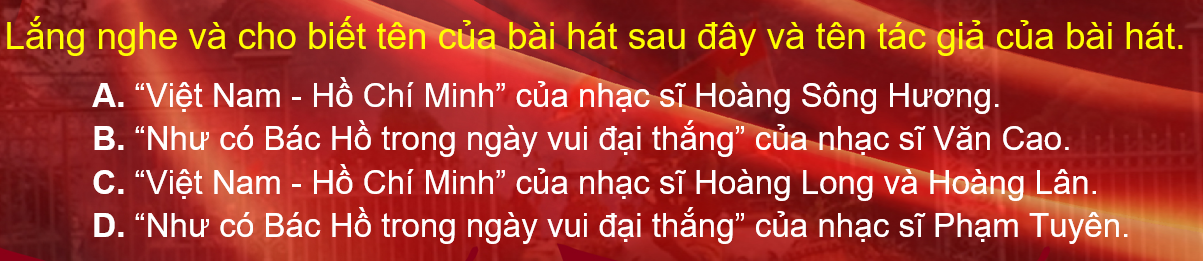 Lắng nghe và cho biết tên của bài hát sau đây và tên tác giả của bài hát.
A. “Việt Nam - Hồ Chí Minh” của nhạc sĩ Hoàng Sông Hương.
B. “Như có Bác Hồ trong ngày vui đại thắng” của nhạc sĩ Văn Cao.
C. “Việt Nam - Hồ Chí Minh” của nhạc sĩ Hoàng Long và Hoàng Lân.
D. “Như có Bác Hồ trong ngày vui đại thắng” của nhạc sĩ Phạm Tuyên.